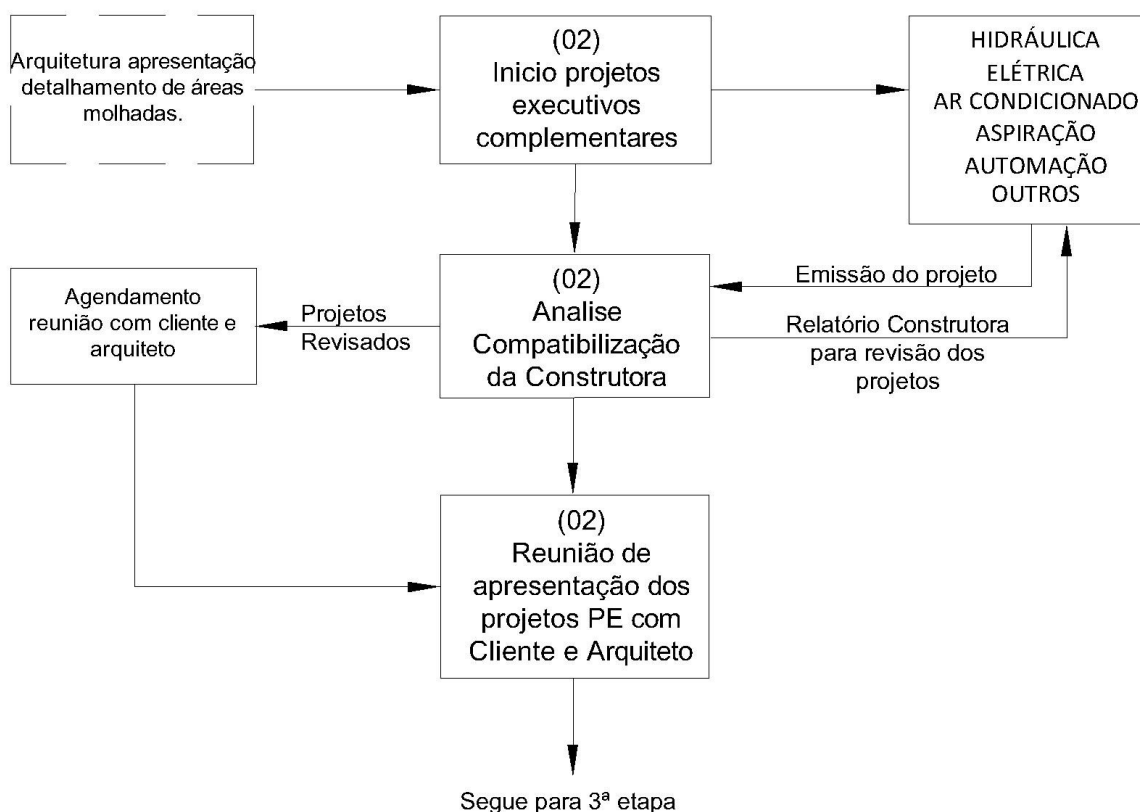 Arquitetura apresentação
detalhamento de áreas
molhadas.
(02)
Inicio projetos
executivos
complementares
HIDRÁULICA
ELÉTRICA
AR CONDICIONADO
ASPIRAÇÃO
AUTOMAÇÃO
OUTROS
Agendamento
reunião com cliente e
arquiteto
Projetos
Revisados
(02)
Analise
Compatibilização
da Construtora
Emissão do projeto
Relatório Construtora
para revisão dos
projetos
(02)
Reunião de
apresentação dos
projetos PE com
Cliente e Arquiteto
Segue para 3ª etapa